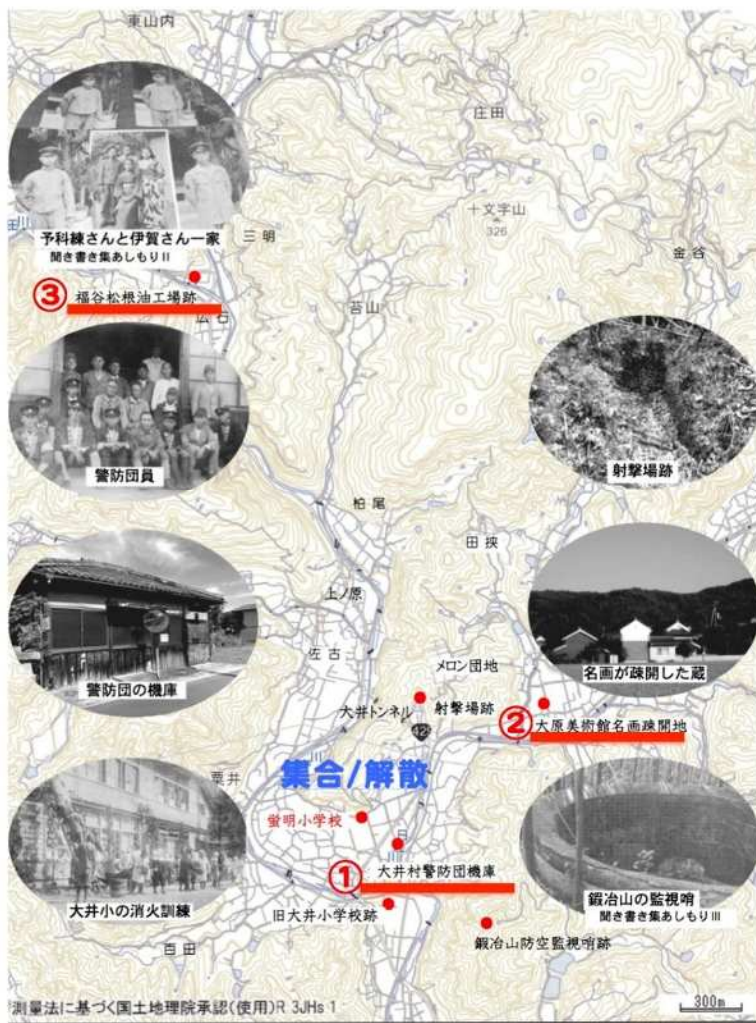 東山内
庄田
十文字山
326
三明
金谷
予科練さんと伊賀さん一家
聞き書き集あしもりⅡ
③ 福谷松根油工場跡
広石
苔山
警防団員
射撃場跡
柏尾
田挟
上ノ原
佐古
警防団の機庫
名画が疎開した蔵
メロン団地
射撃場跡
大井トンネル
② 大原美術館名画疎開地
429
集合/解散
粟井
川
蛍明小学校
日
川
① 大井村警防団機庫
大井小の消火訓練
旧大井小学校跡
鍛冶山の監視哨
聞き書き集あしもりⅢ
鍛冶山防空監視哨跡
百田
測量法に基づく国土地理院承認(使用)R 3JHs 1
300m